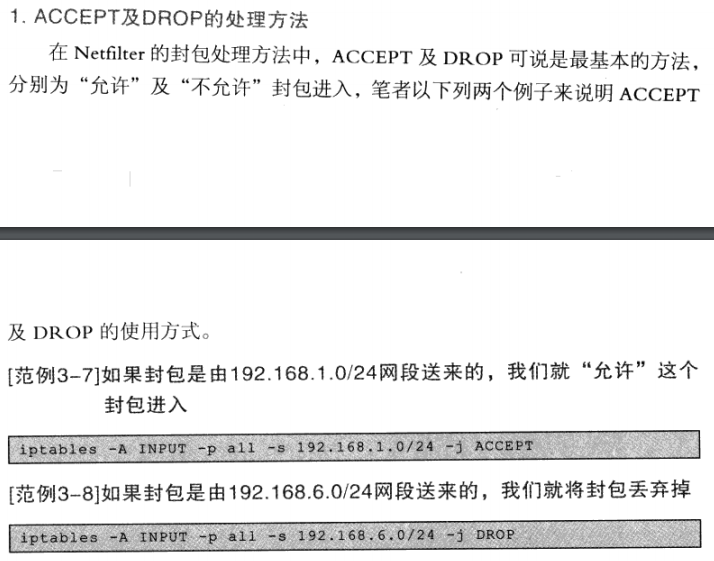 1. ACCEPT及DROP的处理方法
在 Netfilter 的封包处理方法中，ACCEPT 及 DROP 可说是最基本的方法，
分别为“允许”及“不允许”封包进入，笔者以下列两个例子来说明 ACCEPT
及 DROP 的使用方式。
[范例3-7]如果封包是由192.168.1.0/24网段送来的，我们就“允许”这个
封包进入
iptables -A INPUT -p all -s 192.168.1.0/24 -j ACCEPT
[范例3-8]如果封包是由192.168.6.0/24网段送来的，我们就将封包丢弃掉
iptables -A INPUT -p all -s 192.168.6.0/24 -j DROP